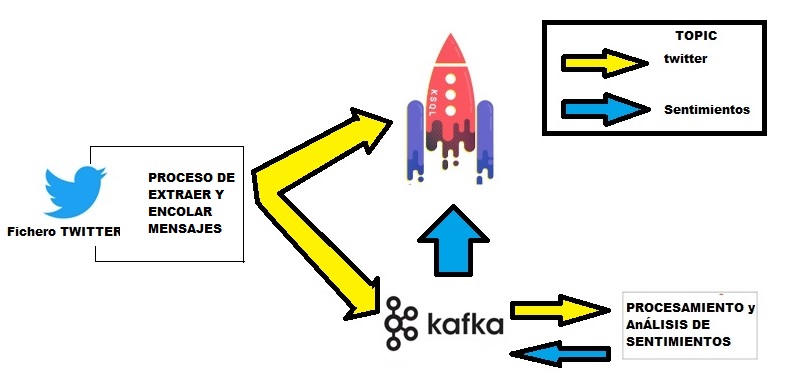 TOPIC
twitter
Sentimientos
KSQL
PROCESO DE
EXTRAER Y
ENCOLAR
MENSAJES
Fichero TWITTER
kafka
PROCESAMIENTO y
AnÁLISIS DE
SENTIMIENTOS